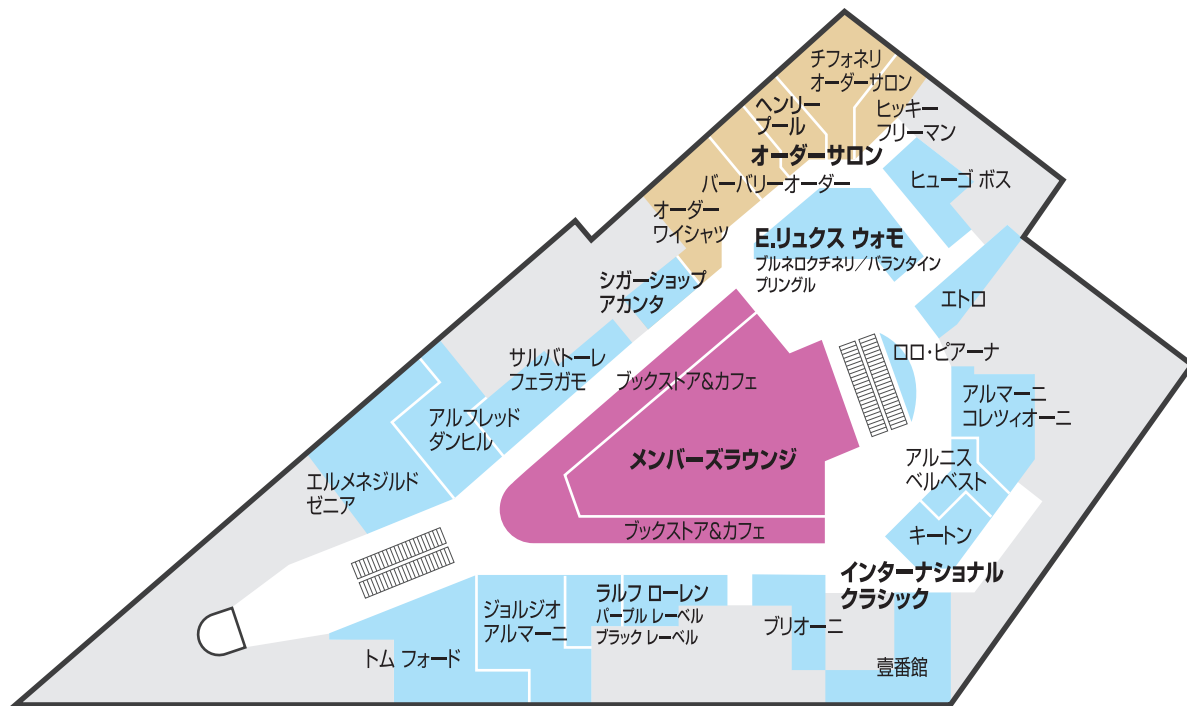 チフォネリ
オーダーサロン
ヘンリー
プール
ヒッキー
フリーマン
オーダーサロン
バーバリーオーダー
ヒューゴ ボス
オーダー
ワイシャツ
E.リュクス ウォモ
ブルネロクチネリ／バランタイン
プリングル
シガーショップ
アカンタ
エトロ
サルバトーレ
フェラガモ
ロロ・ピアーナ
ブックストア&カフェ
アルマーニ
コレツィオーニ
アルフレッド
ダンヒル
メンバーズラウンジ
アルニス
ベルベスト
エルメネジルド
ゼニア
ブックストア&カフェ
キートン
インターナショナル
クラシック
ジョルジオ
アルマーニ
ラルフ ローレン
パープル レーベル
ブラック レーベル
ブリオーニ
トム フォード
壹番館